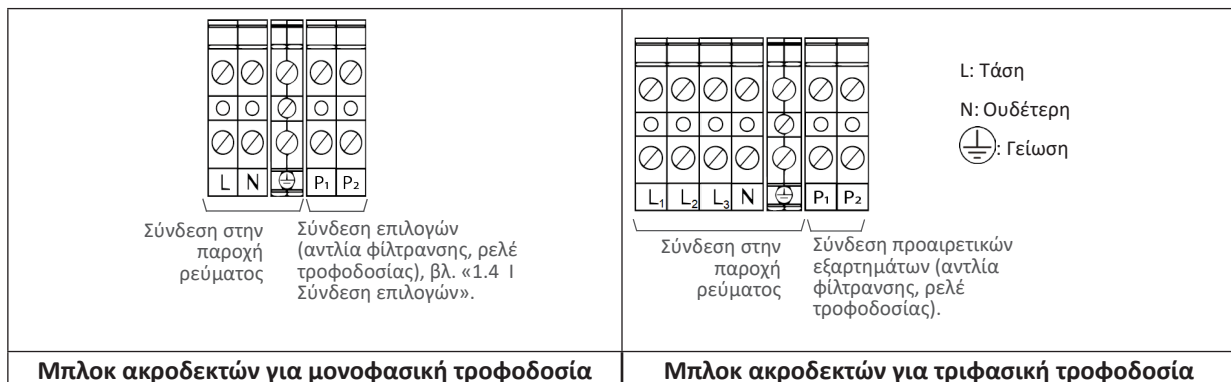 L N P₁ P₂
Σύνδεση στην
παροχή
ρεύματος
Σύνδεση επιλογών
(αντλία φίλτρανσης, ρελέ
τροφοδοσίας), βλ. «1.4 I
Σύνδεση επιλογών».
Μπλοκ ακροδεκτών για μονοφασική τροφοδοσία
L₁ L₂ L₃ N P₁ P₂
Σύνδεση στην
παροχή
ρεύματος
Σύνδεση προαιρετικών
εξαρτημάτων (αντλία
φίλτρανσης, ρελέ
τροφοδοσίας).
L: Τάση
N: Ουδέτερη
: Γείωση
Μπλοκ ακροδεκτών για τριφασική τροφοδοσία